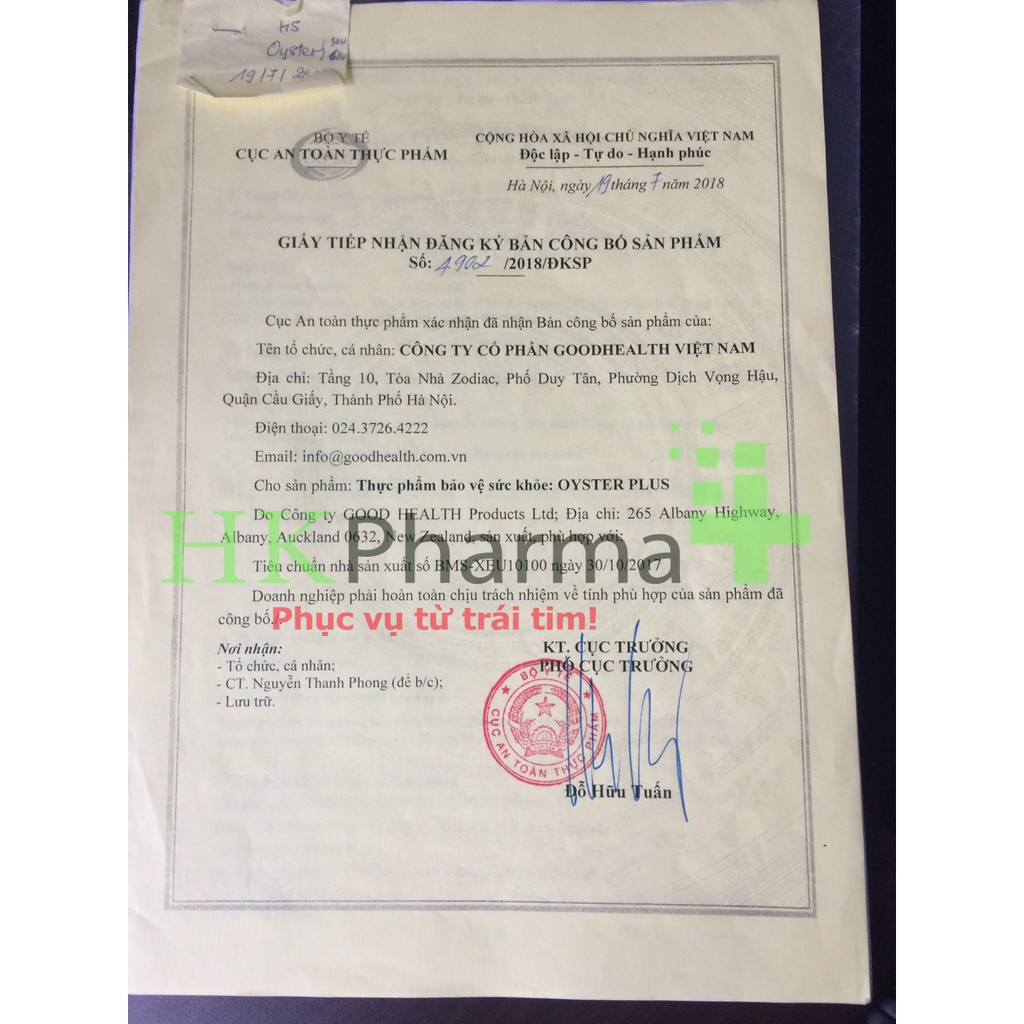 H5
Oyster
19/7/
BỘ Y TẾ
CỤC AN TOÀN THỰC PHẨM
CỘNG HÒA XÃ HỘI CHỦ NGHĨA VIỆT NAM
Độc lập - Tự do - Hạnh phúc
Hà Nội, ngày 19 tháng 7 năm 2018
GIẤY TIẾP NHẬN ĐĂNG KÝ BẢN CÔNG BỐ SẢN PHẨM
Số: 4902 /2018/ĐKSP
Cục An toàn thực phẩm xác nhận đã nhận Bản công bố sản phẩm của:
Tên tổ chức, cá nhân: CÔNG TY CỔ PHẦN GOODHEALTH VIỆT NAM
Địa chỉ: Tầng 10, Tòa Nhà Zodiac, Phố Duy Tân, Phường Dịch Vọng Hậu,
Quận Cầu Giấy, Thành Phố Hà Nội.
Điện thoại: 024.3726.4222
Email: info@goodhealth.com.vn
Cho sản phẩm: Thực phẩm bảo vệ sức khỏe: OYSTER PLUS
Do Công ty GOOD HEALTH Products Ltd; Địa chỉ: 265 Albany Highway,
Albany, Auckland 0632, New Zealand, sản xuất, phù hợp với:
HKPharma
Tiêu chuẩn nhà sản xuất số BMS-XEU10100 ngày 30/10/2017
Doanh nghiệp phải hoàn toàn chịu trách nhiệm về tính phù hợp của sản phẩm đã
công bố./.
Phục vụ từ trái tim!
Nơi nhận:
- Tổ chức, cá nhân;
- CT. Nguyễn Thanh Phong (để b/c);
- Lưu trữ.
KT. CỤC TRƯỞNG
PHÓ CỤC TRƯỞNG
BỘ Y TẾ
CỤC AN TOÀN THỰC PHẨM
Đỗ Hữu Tuấn